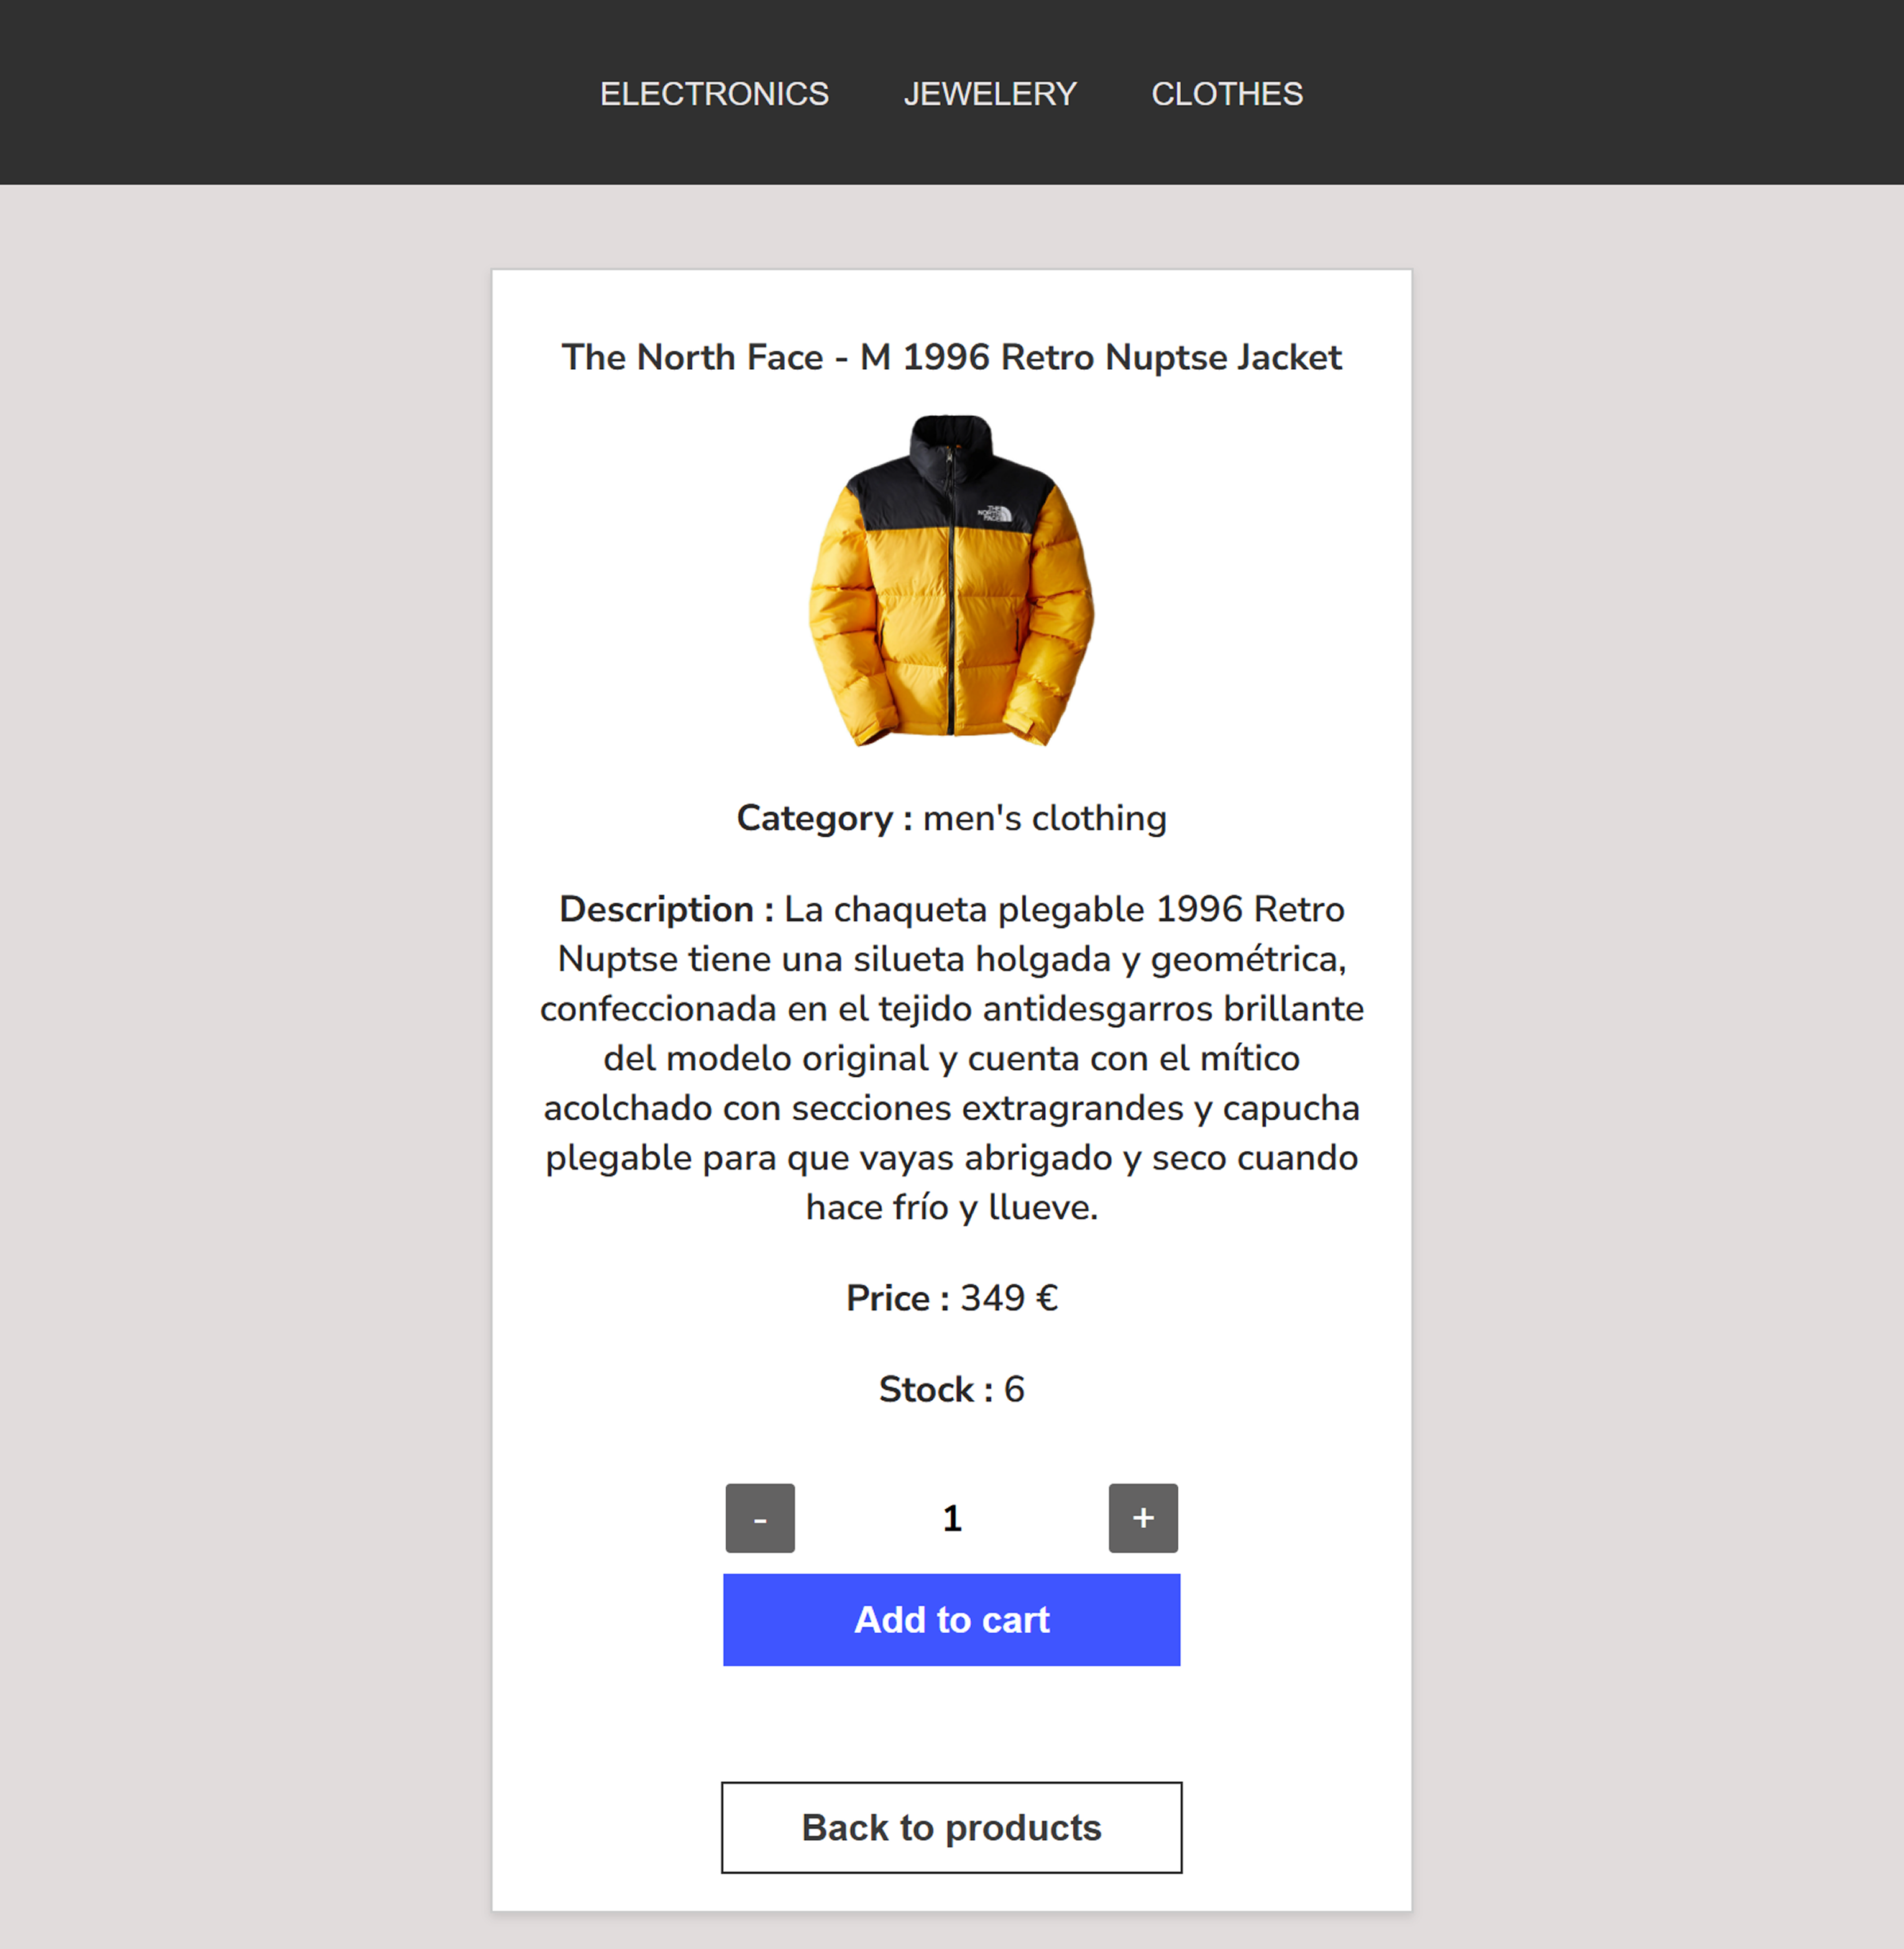 ELECTRONICS JEWELERY CLOTHES
The North Face - M 1996 Retro Nuptse Jacket
THE
NORTH
FACE
Category : men's clothing
Description : La chaqueta plegable 1996 Retro
Nuptse tiene una silueta holgada y geométrica,
confeccionada en el tejido antidesgarros brillante
del modelo original y cuenta con el mítico
acolchado con secciones extragrandes y capucha
plegable para que vayas abrigado y seco cuando
hace frío y llueve.
Price : 349 €
Stock : 6
- 1 +
Add to cart
Back to products